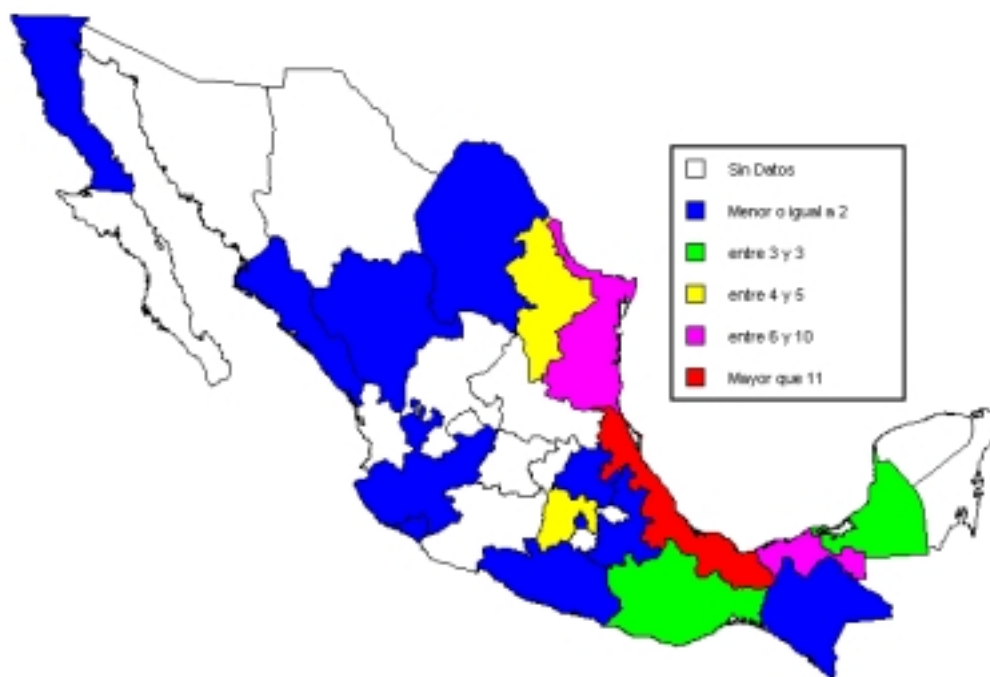 Sin Datos
Menor o igual a 2
entre 3 y 3
entre 4 y 5
entre 6 y 10
Mayor que 11